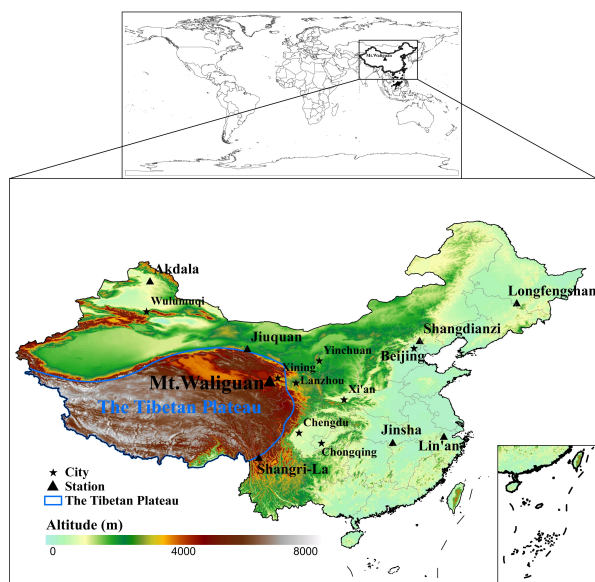 Mt.Waliguan
Akdala
Wulumuqi
Longfengshan
Shangdianzi
Jiuquan
Yinchuan
Beijing
Xining
Mt.Waliguan
Lanzhou
Xi'an
The Tibetan Plateau
Chengdu
Jinsha
Lin'an
Chongqing
Shangri-La
City
Station
The Tibetan Plateau
Altitude (m)
0 4000 8000